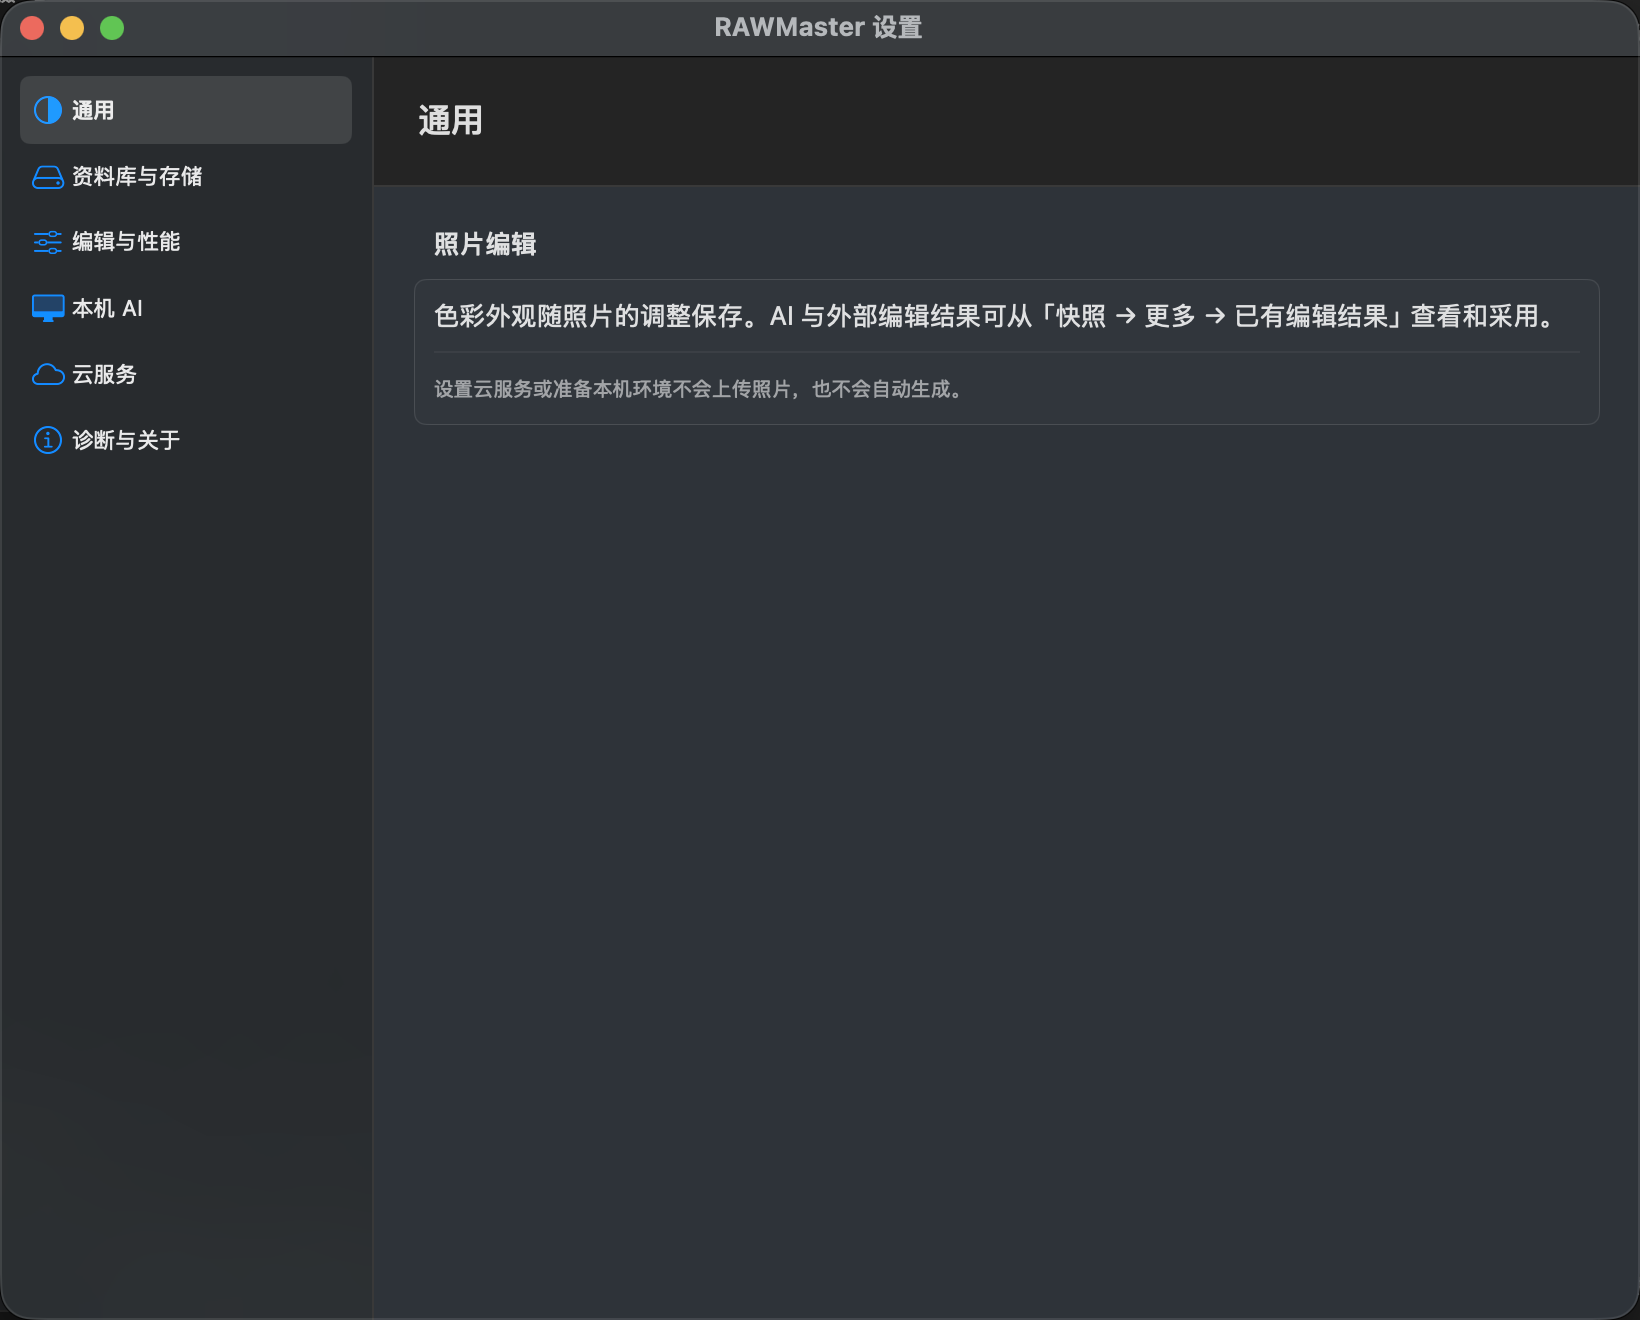 RAWMaster 设置
通用
资料库与存储
编辑与性能
本机 AI
云服务
诊断与关于
通用
照片编辑
色彩外观随照片的调整保存。AI 与外部编辑结果可从「快照 → 更多 → 已有编辑结果」查看和采用。
设置云服务或准备本机环境不会上传照片，也不会自动生成。